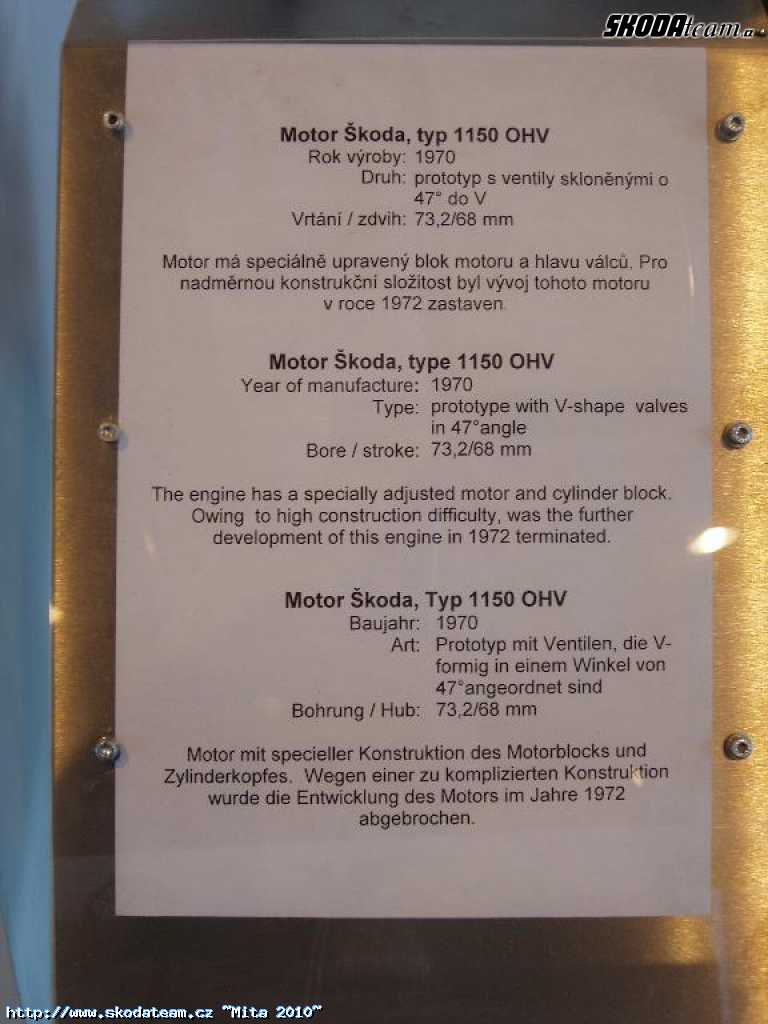 SKODAteam.cz
Motor Škoda, typ 1150 OHV
Rok výroby: 1970
Druh: prototyp s ventily skloněnými o
47° do V
Vrtání / zdvih: 73,2/68 mm
Motor má speciálně upravený blok motoru a hlavu válců. Pro
nadměrnou konstrukční složitost byl vývoj tohoto motoru
v roce 1972 zastaven.
Motor Škoda, type 1150 OHV
Year of manufacture: 1970
Type: prototype with V-shape valves
in 47°angle
Bore / stroke: 73,2/68 mm
The engine has a specially adjusted motor and cylinder block.
Owing to high construction difficulty, was the further
development of this engine in 1972 terminated.
Motor Škoda, Typ 1150 OHV
Baujahr: 1970
Art: Prototyp mit Ventilen, die V-
formig in einem Winkel von
47°angeordnet sind
Bohrung / Hub: 73,2/68 mm
Motor mit specieller Konstruktion des Motorblocks und
Zylinderkopfes. Wegen einer zu komplizierten Konstruktion
wurde die Entwicklung des Motors im Jahre 1972
abgebrochen.
http://www.skodateam.cz ~Mita 2010~